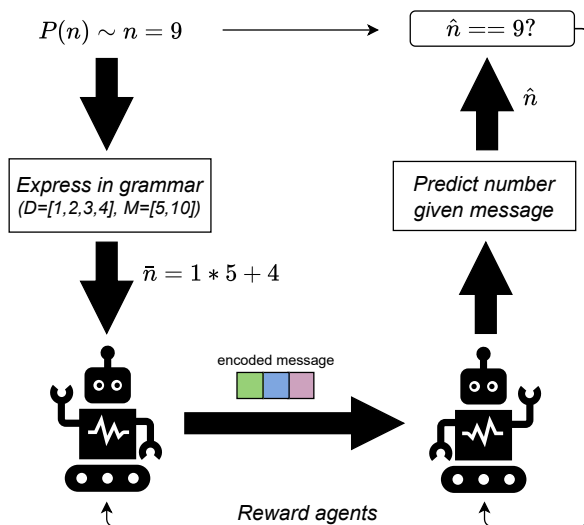 P(n) ∼ n = 9
n̂ == 9?
n̂
Express in grammar
(D=[1,2,3,4], M=[5,10])
Predict number
given message
n̄ = 1 * 5 + 4
encoded message
Reward agents